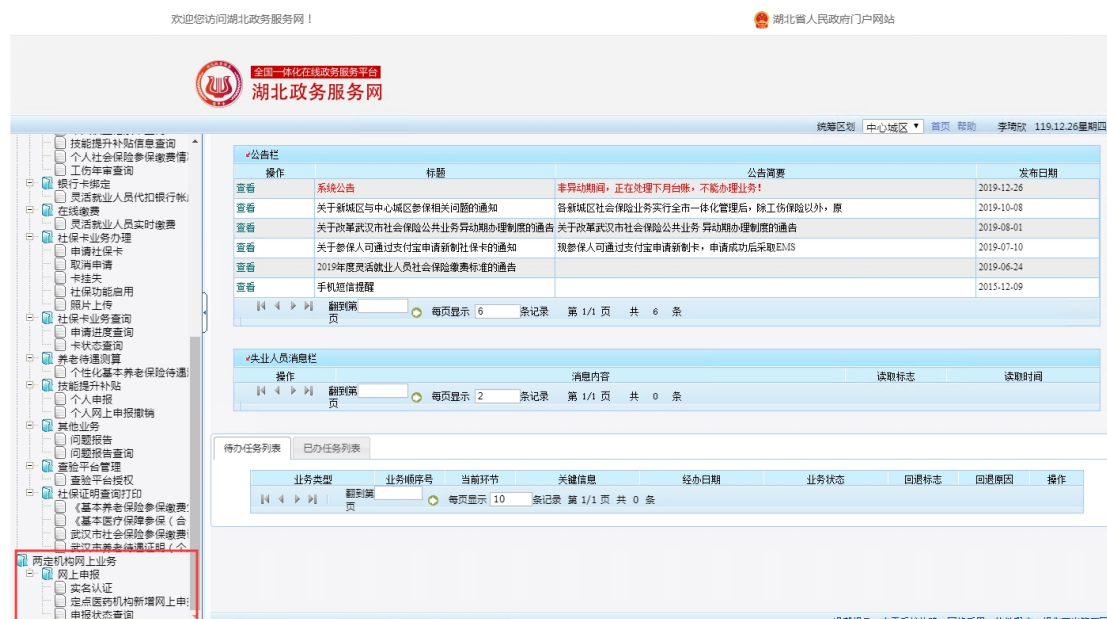 欢迎您访问湖北政务服务网！
湖北省人民政府门户网站
全国一体化在线政务服务平台
湖北政务服务网
统筹区划 中心城区 首页 帮助 李琦欣 119.12.26星期四
技能提升补贴信息查询
个人社会保险参保缴费情
工伤年审查询
银行卡绑定
灵活就业人员代扣银行帐
在线缴费
灵活就业人员实时缴费
社保卡业务办理
申请社保卡
取消申请
卡挂失
社保功能启用
照片上传
社保卡业务查询
申请进度查询
卡状态查询
养老待遇测算
个性化基本养老保险待遇
技能提升补贴
个人申报
个人网上申报撤销
其他业务
问题报告
问题报告查询
查验平台管理
查验平台授权
社保证明查询打印
《基本养老保险参保缴费
《基本医疗保障参保（合
武汉市社会保险参保缴费
武汉市养老待遇证明（个
两定机构网上业务
网上申报
实名认证
定点医药机构新增网上申
申报状态查询
公告栏
操作 标题 公告简要 发布日期
查看 系统公告 非异动期间，正在处理下月台账，不能办理业务！ 2019-12-26
查看 关于新城区与中心城区参保相关问题的通知 各新城区社会保险业务实行全市一体化管理后，除工伤保险以外，原 2019-10-08
查看 关于改革武汉市社会保险公共业务异动期办理制度的通告 关于改革武汉市社会保险公共业务 异动期办理制度的通告 2019-08-01
查看 关于参保人可通过支付宝申请新制社保卡的通知 现参保人可通过支付宝申请新制卡，申请成功后采取EMS 2019-07-10
查看 2019年度灵活就业人员社会保险缴费标准的通告 2019-06-24
查看 手机短信提醒 2015-12-09
翻到第 页 每页显示 6 条记录 第 1/1 页 共 6 条
失业人员消息栏
操作 消息内容 读取标志 读取时间
翻到第 页 每页显示 2 条记录 第 1/1 页 共 0 条
待办任务列表 已办任务列表
业务类型 业务顺序号 当前环节 关键信息 经办日期 业务状态 回退标志 回退原因 操作
翻到第 页 每页显示 10 条记录 第 1/1 页 共 0 条